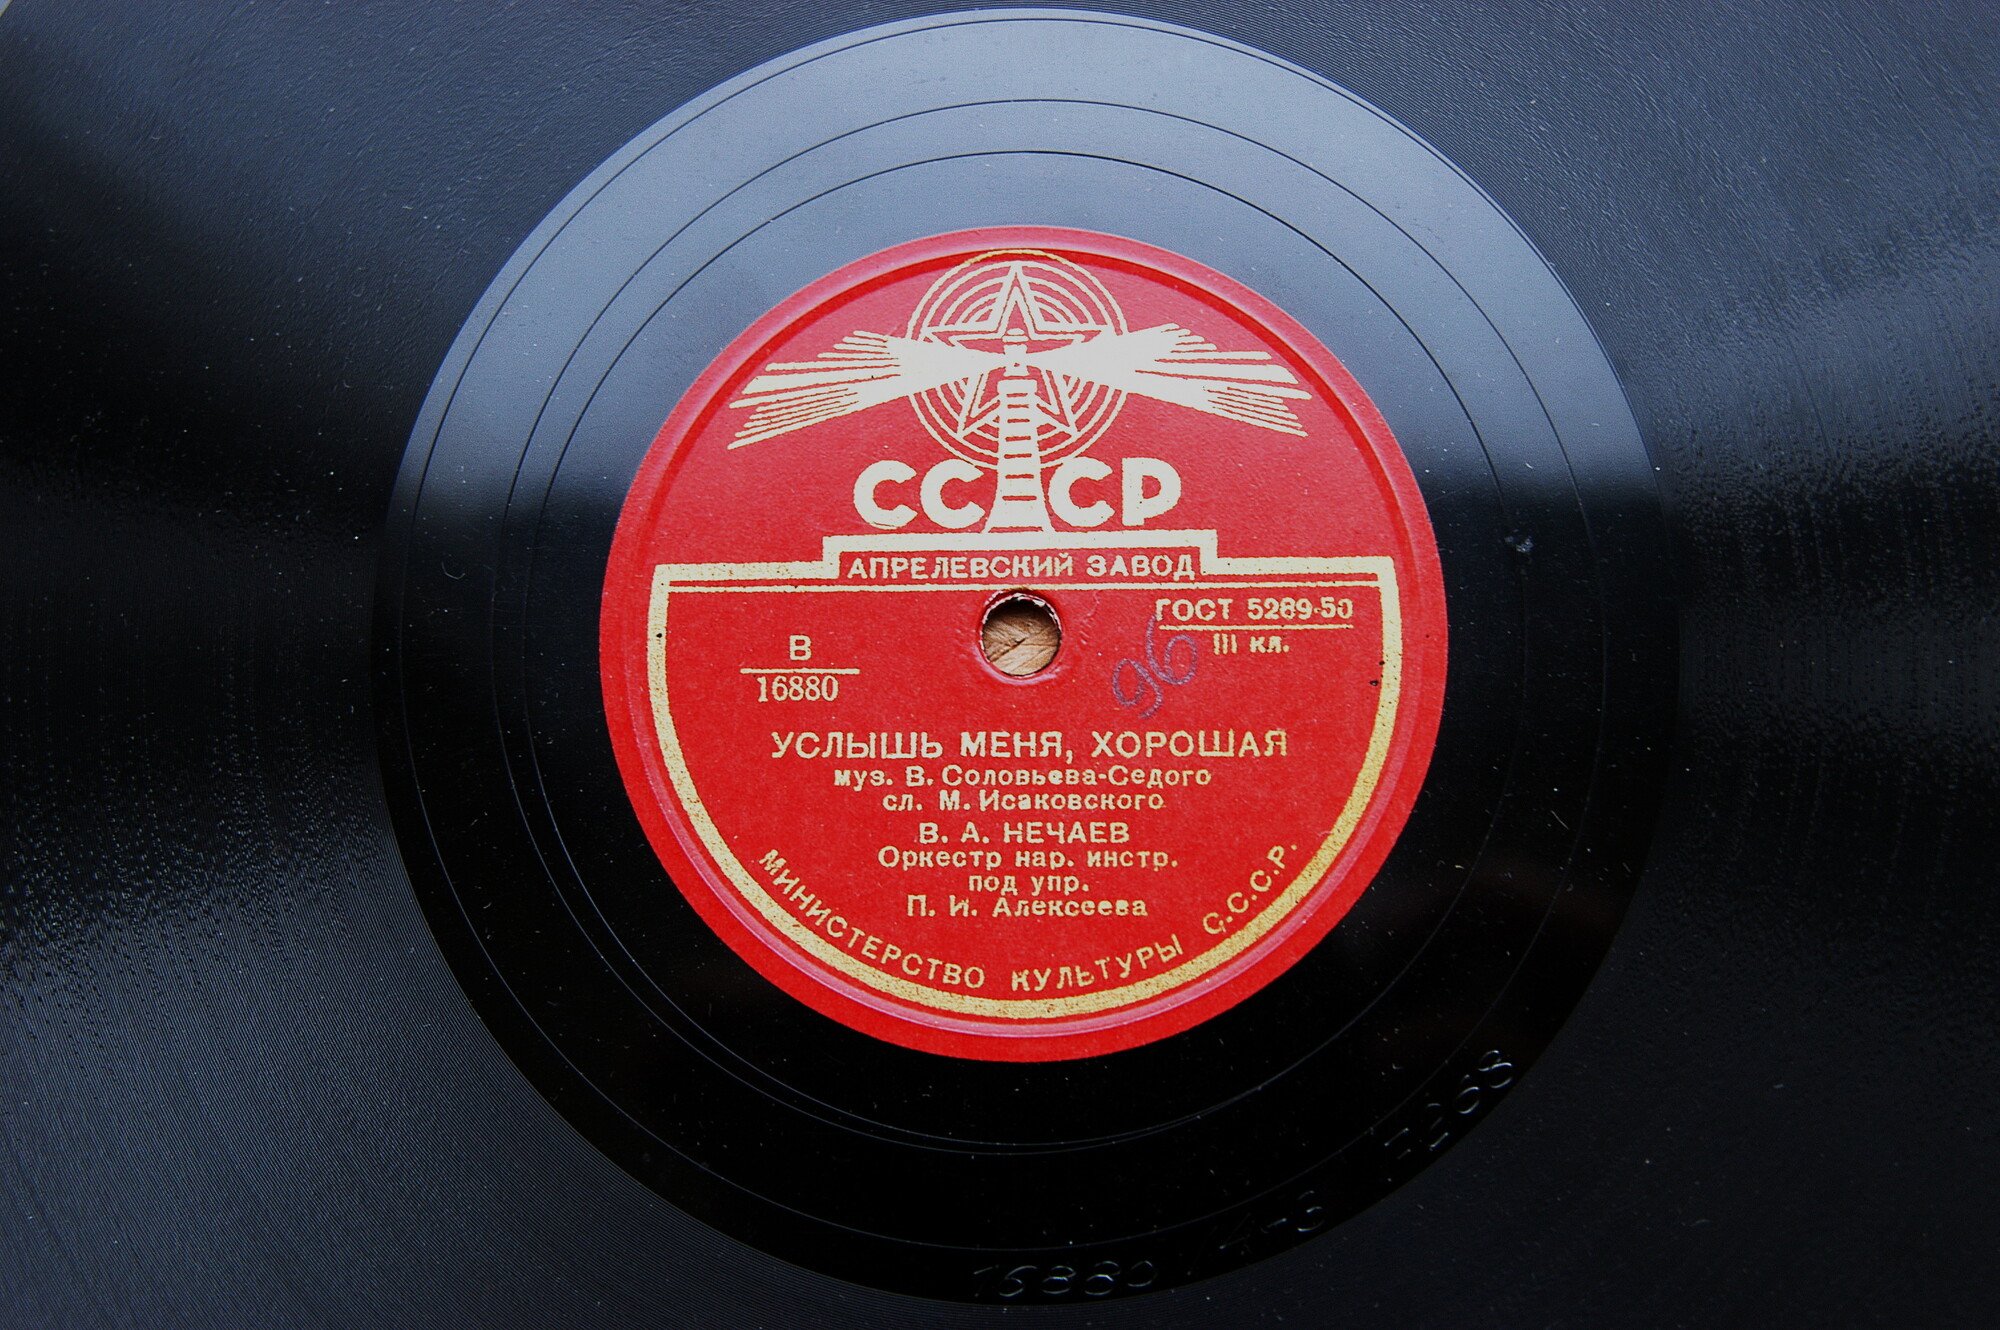 СССР
АПРЕЛЕВСКИЙ ЗАВОД
ГОСТ 5289-50
III кл.
В
16880
96
УСЛЫШЬ МЕНЯ, ХОРОШАЯ
муз. В. Соловьева-Седого
сл. М. Исаковского
В. А. НЕЧАЕВ
Оркестр нар. инстр.
под упр.
П. И. Алексеева
МИНИСТЕРСТВО КУЛЬТУРЫ С.С.С.Р.
16880